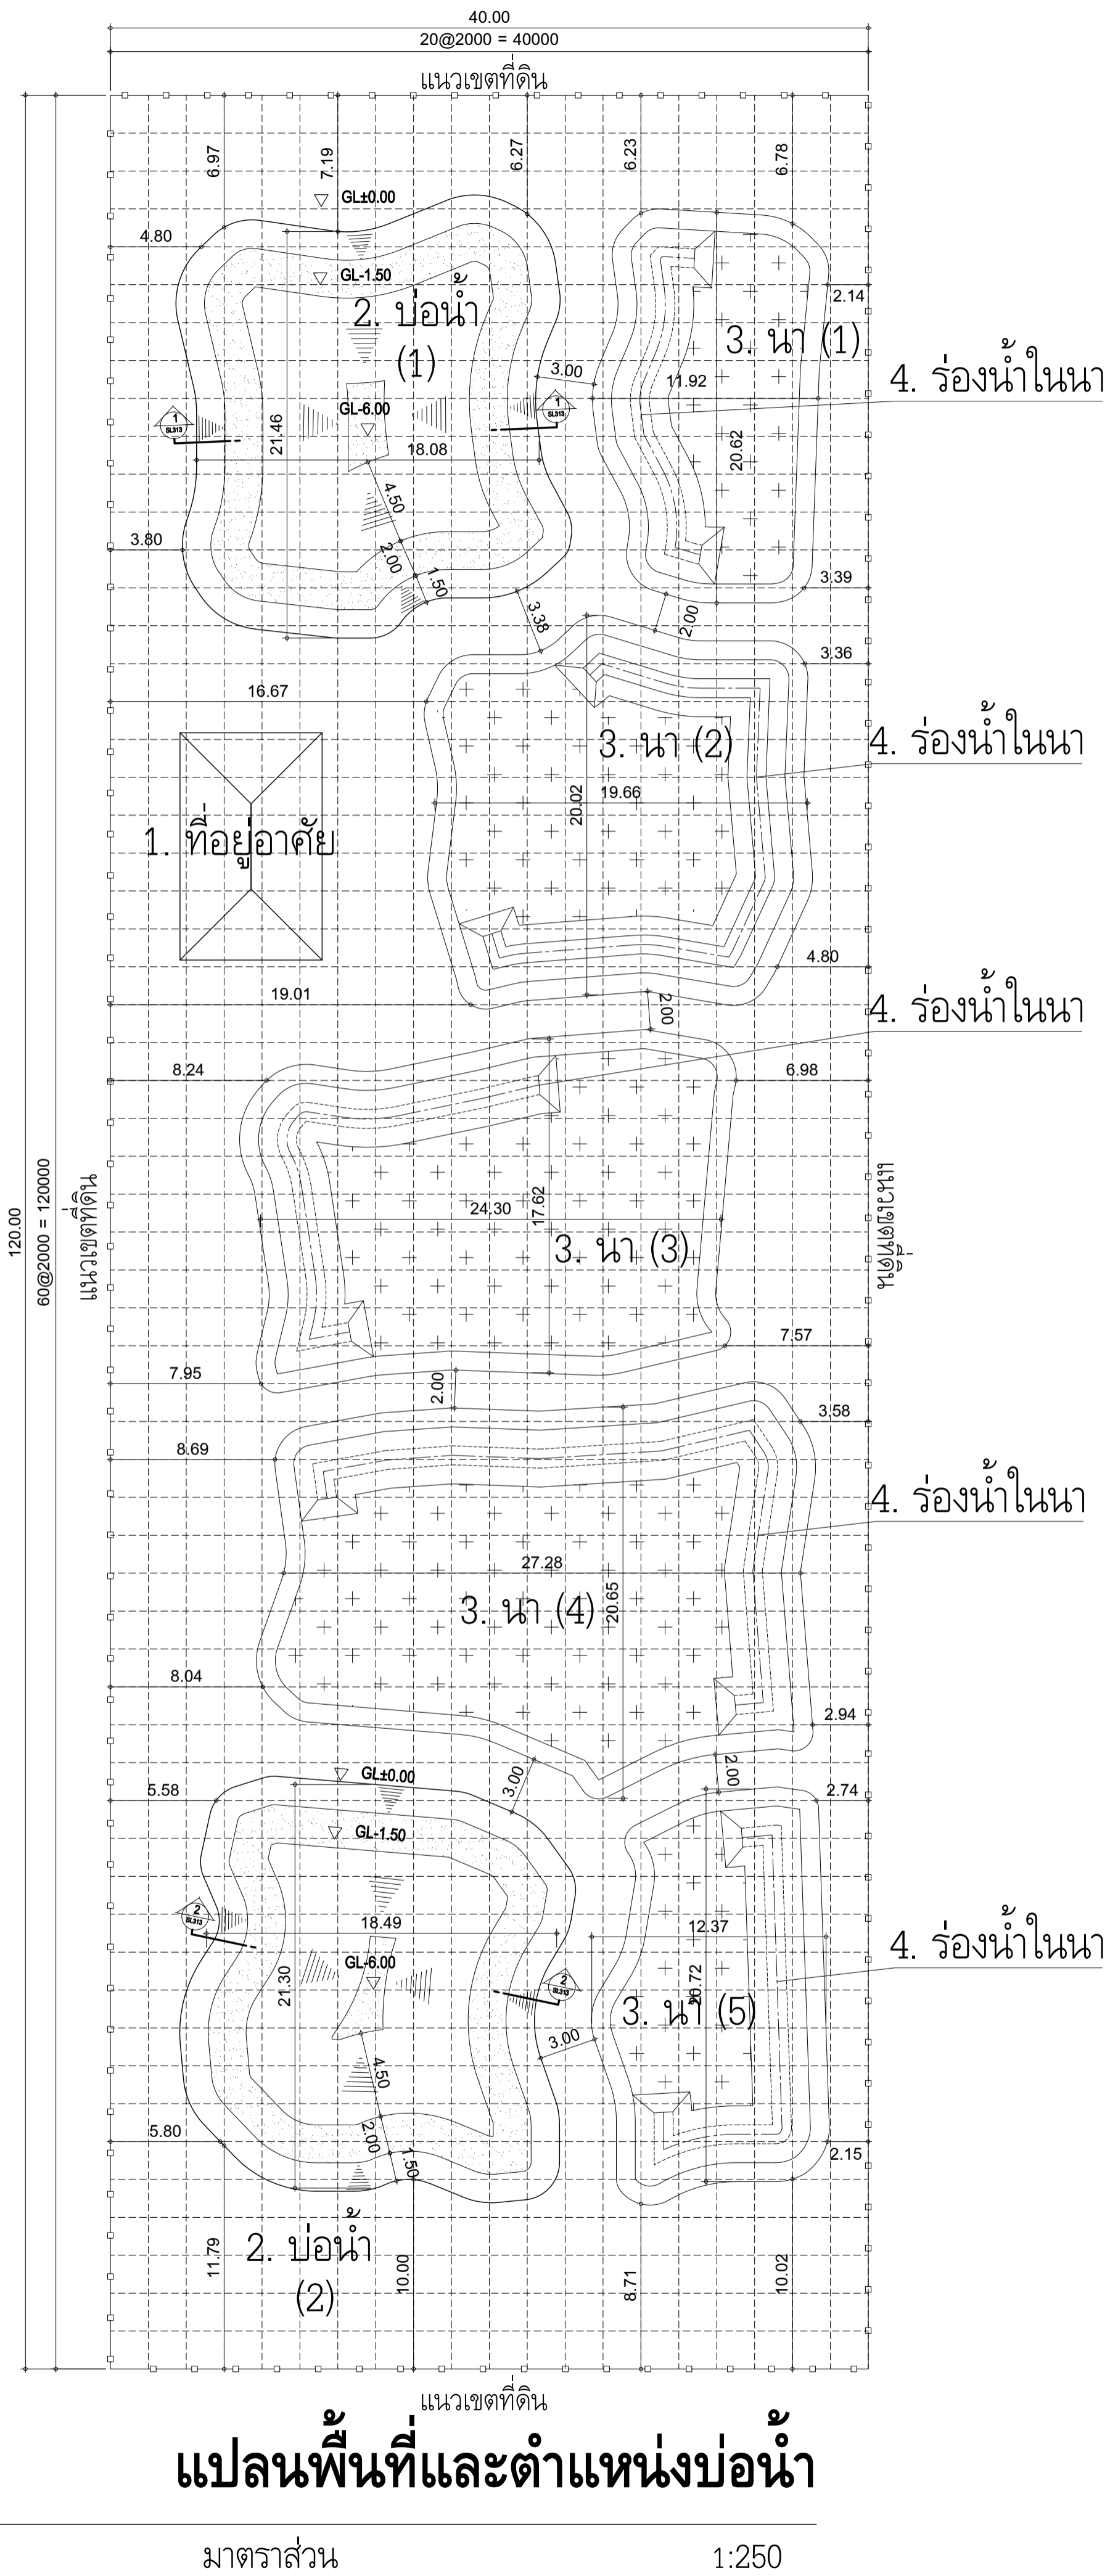 40.00
20@2000 = 40000
แนวเขตที่ดิน
6.97
7.19
6.27
6.23
6.78
GL±0.00
4.80
GL-1.50
2.14
2. บ่อน้ำ
(1)
3. นา (1)
3.00
11.92
4. ร่องน้ำในนา
GL-6.00
1
SL313
1
SL313
21.46
18.08
20.62
4.50
3.80
2.00
1.50
3.39
3.38
2.00
3.36
16.67
3. นา (2)
4. ร่องน้ำในนา
20.02
19.66
1. ที่อยู่อาศัย
4.80
19.01
2.00
4. ร่องน้ำในนา
8.24
6.98
120.00
60@2000 = 120000
แนวเขตที่ดิน
แนวเขตที่ดิน
24.30
17.62
3. นา (3)
7.57
7.95
2.00
3.58
8.69
4. ร่องน้ำในนา
27.28
20.65
3. นา (4)
8.04
2.94
3.00
2.00
GL±0.00
5.58
2.74
GL-1.50
2
SL313
18.49
12.37
4. ร่องน้ำในนา
GL-6.00
21.30
2
SL313
20.72
3. นา (5)
3.00
4.50
2.00
1.50
5.80
2.15
2. บ่อน้ำ
(2)
11.79
10.00
8.71
10.02
แนวเขตที่ดิน
แปลนพื้นที่และตำแหน่งบ่อน้ำ
มาตราส่วน 1:250